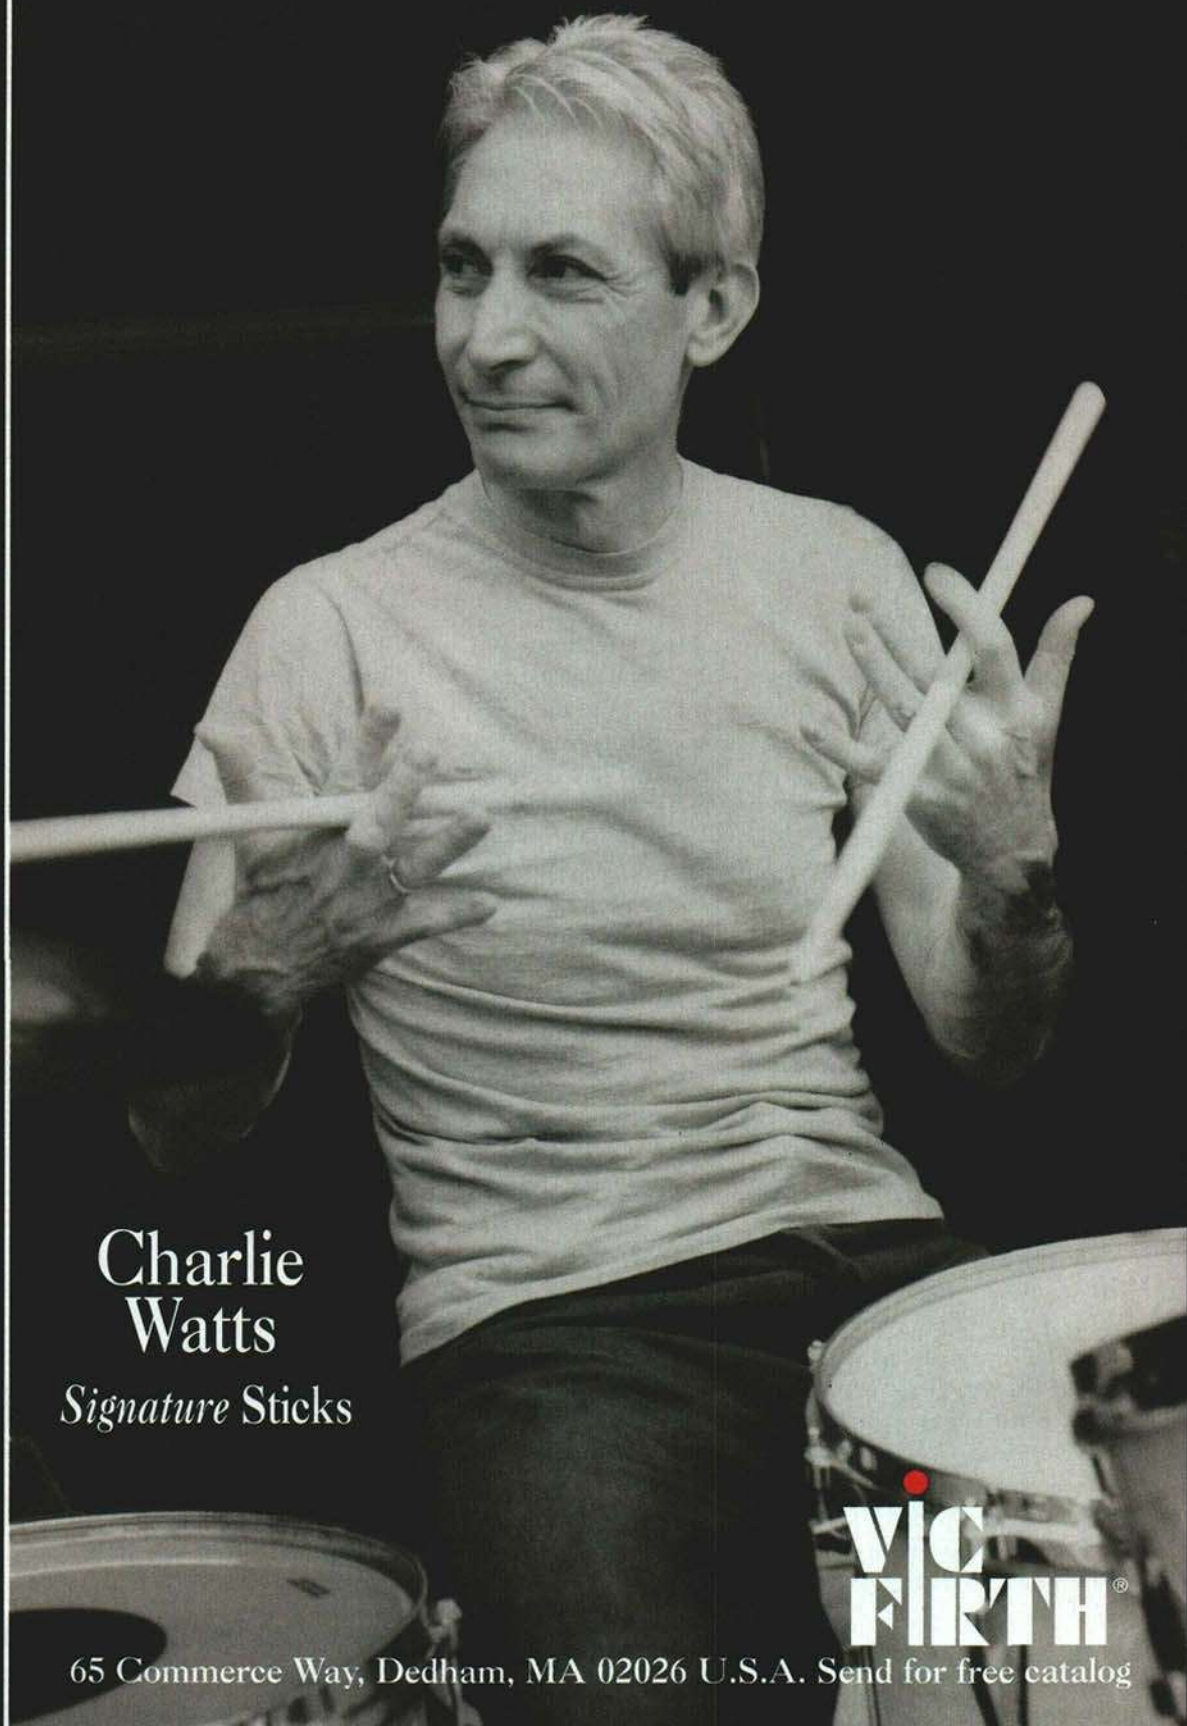 Charlie
Watts
Signature Sticks
VIC
FIRTH®
65 Commerce Way, Dedham, MA 02026 U.S.A. Send for free catalog